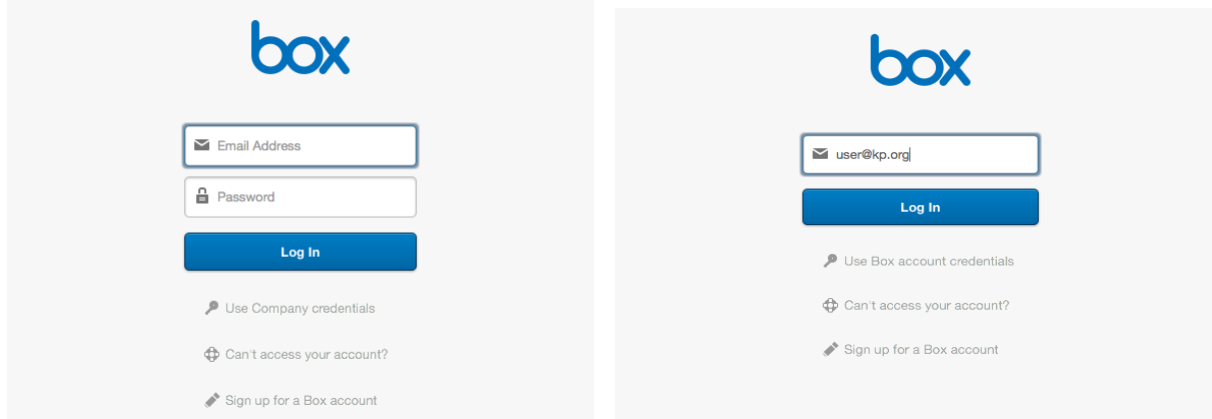 box
Email Address
Password
Log In
Use Company credentials
Can't access your account?
Sign up for a Box account
box
user@kp.org
Log In
Use Box account credentials
Can't access your account?
Sign up for a Box account